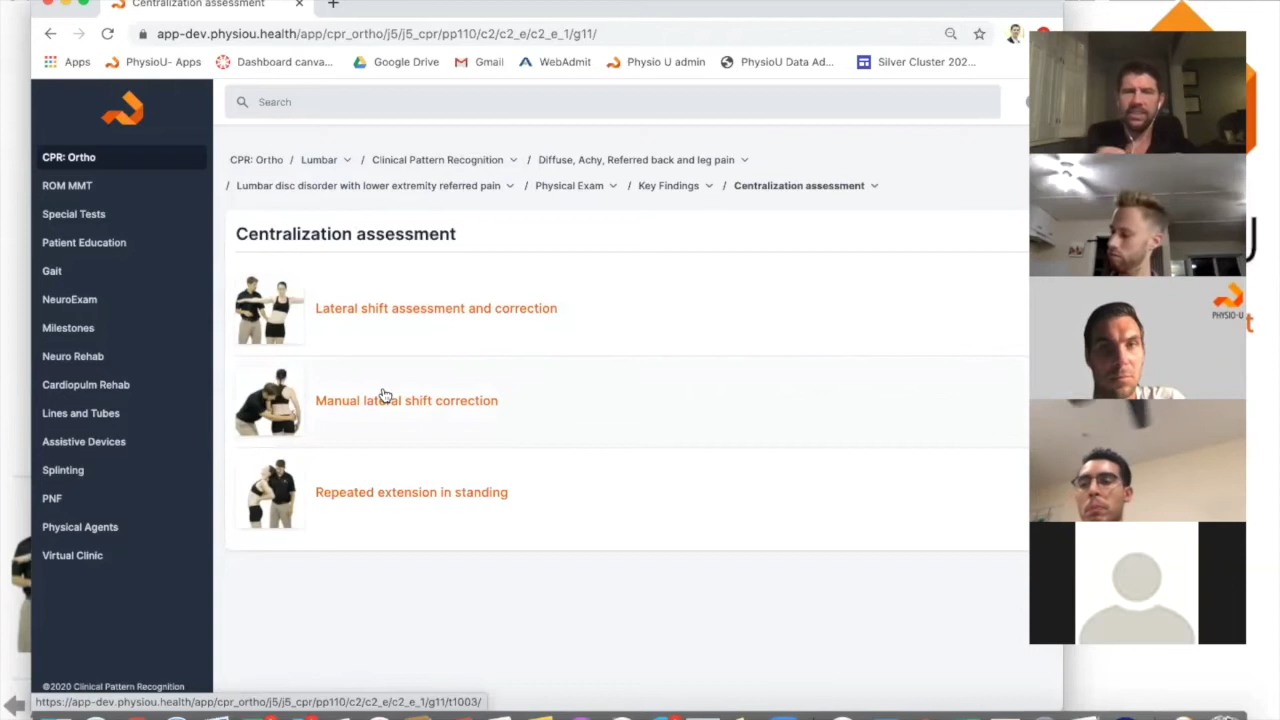 Centralization assessment
app-dev.physiou.health/app/cpr_ortho/j5/j5_cpr/pp110/c2/c2_e/c2_e_1/g11/
Apps PhysioU- Apps Dashboard canva... Google Drive Gmail WebAdmit Physio U admin PhysioU Data Ad... Silver Cluster 202...
Search
CPR: Ortho
ROM MMT
Special Tests
Patient Education
Gait
NeuroExam
Milestones
Neuro Rehab
Cardiopulm Rehab
Lines and Tubes
Assistive Devices
Splinting
PNF
Physical Agents
Virtual Clinic
©2020 Clinical Pattern Recognition
CPR: Ortho / Lumbar / Clinical Pattern Recognition / Diffuse, Achy, Referred back and leg pain
/ Lumbar disc disorder with lower extremity referred pain / Physical Exam / Key Findings / Centralization assessment
Centralization assessment
Lateral shift assessment and correction
Manual lateral shift correction
Repeated extension in standing
PHYSIO-U
https://app-dev.physiou.health/app/cpr_ortho/j5/j5_cpr/pp110/c2/c2_e/c2_e_1/g11/t1003/